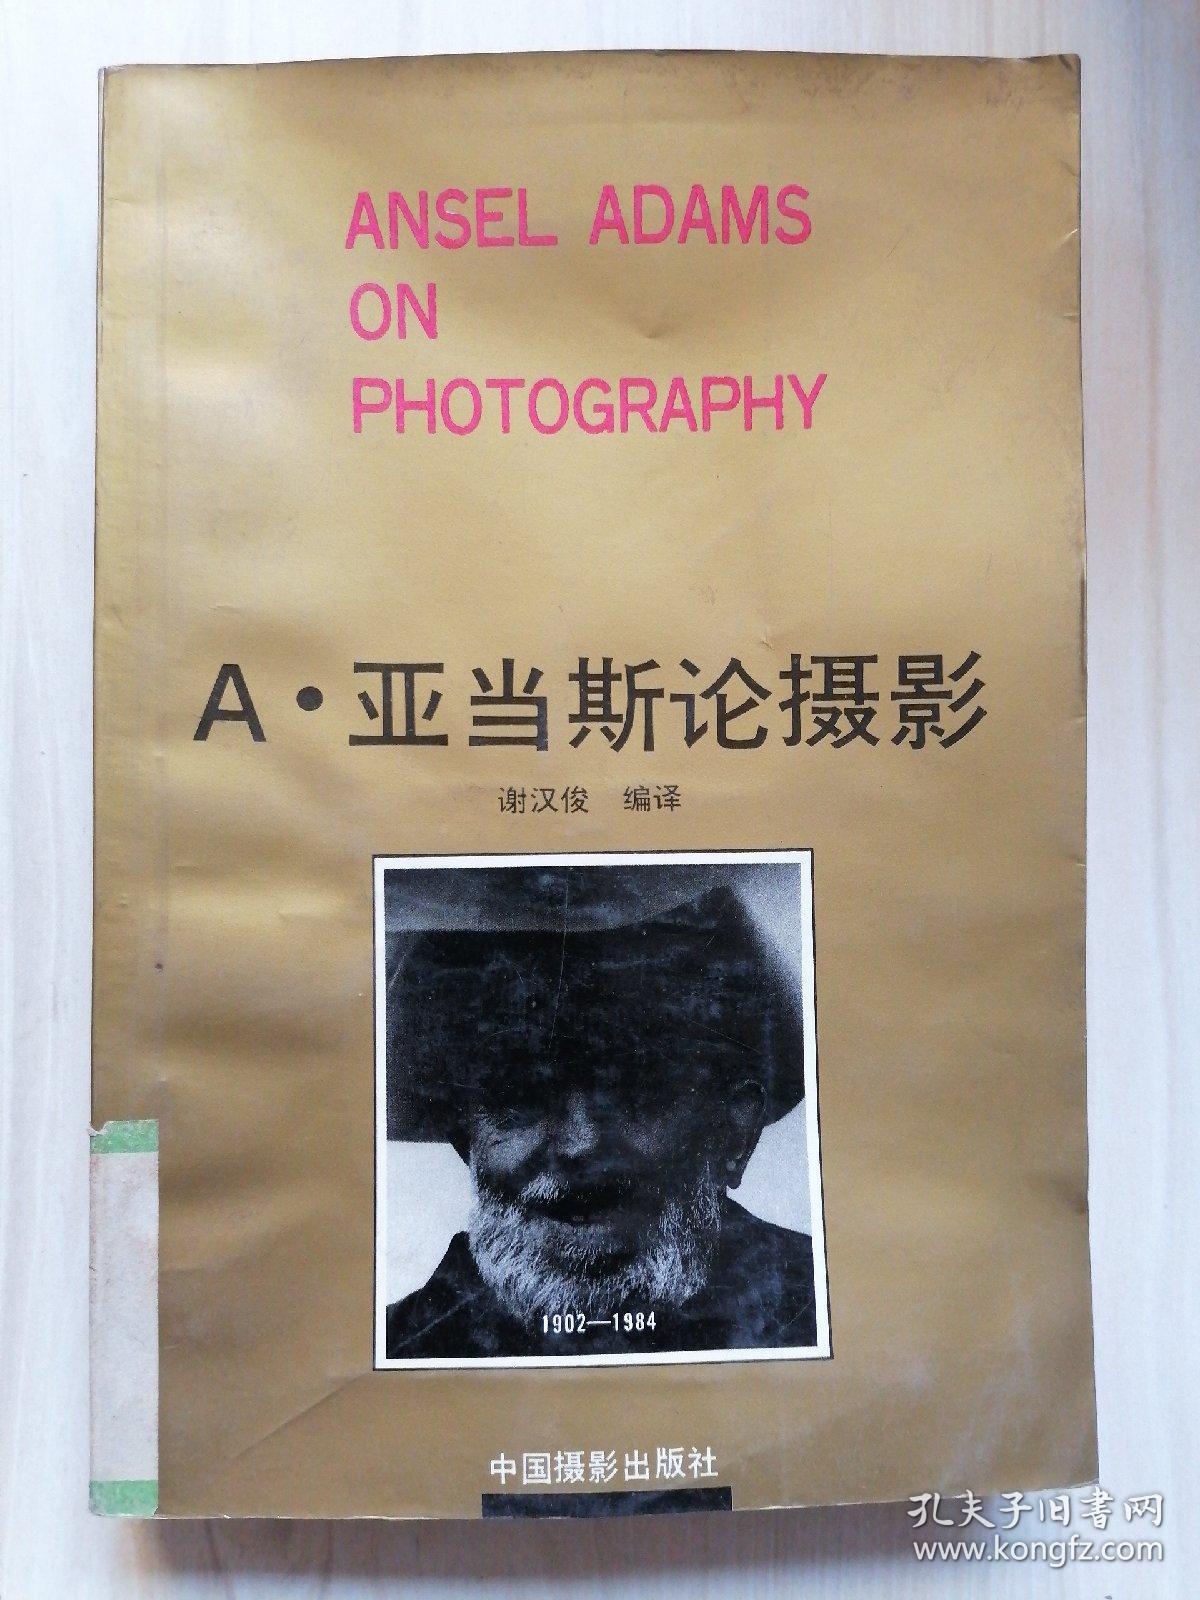 ANSEL ADAMS
ON
PHOTOGRAPHY
A·亚当斯论摄影
谢汉俊 编译
1902—1984
中国摄影出版社
孔夫子旧书网
www.kongfz.com